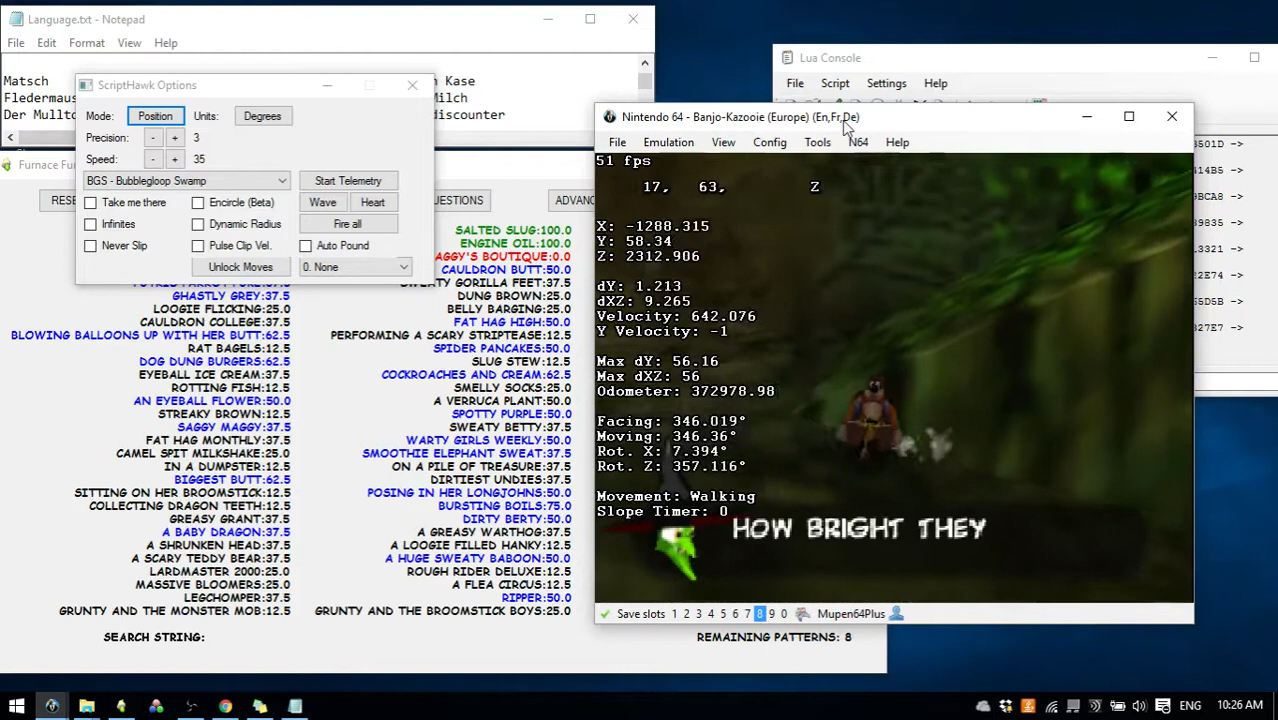 Language.txt - Notepad
File Edit Format View Help
Matsch
Kase
Fledermaus
Milch
Der Mullto
discounter
ScriptHawk Options
Mode: Position Units: Degrees
Precision: - + 3
Speed: - + 35
BGS - Bubblegloop Swamp
Start Telemetry
Take me there Encircle (Beta) Wave Heart
Infinites Dynamic Radius Fire all
Never Slip Pulse Clip Vel. Auto Pound
Unlock Moves 0. None
SALTED SLUG:100.0
ENGINE OIL:100.0
CAULDRON BUTT:50.0
SWEATY GORILLA FEET:37.5
GHASTLY GREY:37.5
DUNG BROWN:25.0
LOOGIE FLICKING:25.0
BELLY BARGING:25.0
CAULDRON COLLEGE:37.5
FAT HAG HIGH:50.0
BLOWING BALLOONS UP WITH HER BUTT:62.5
PERFORMING A SCARY STRIPTEASE:12.5
RAT BAGELS:12.5
SPIDER PANCAKES:50.0
DOG DUNG BURGERS:62.5
SLUG STEW:12.5
EYEBALL ICE CREAM:37.5
COCKROACHES AND CREAM:62.5
ROTTING FISH:12.5
SMELLY SOCKS:25.0
AN EYEBALL FLOWER:50.0
A VERRUCA PLANT:50.0
STREAKY BROWN:12.5
SPOTTY PURPLE:50.0
SAGGY MAGGY:37.5
SWEATY BETTY:37.5
FAT HAG MONTHLY:37.5
WARTY GIRLS WEEKLY:50.0
CAMEL SPIT MILKSHAKE:25.0
SMOOTHIE ELEPHANT SWEAT:37.5
IN A DUMPSTER:12.5
ON A PILE OF TREASURE:37.5
BIGGEST BUTT:62.5
DIRTIEST UNDIES:37.5
SITTING ON HER BROOMSTICK:12.5
POSING IN HER LONGJOHNS:50.0
COLLECTING DRAGON TEETH:12.5
BURSTING BOILS:75.0
GREASY GRANT:37.5
DIRTY BERTY:50.0
A BABY DRAGON:37.5
A GREASY WARTHOG:37.5
A SHRUNKEN HEAD:37.5
A LOOGIE FILLED HANKY:12.5
A SCARY TEDDY BEAR:37.5
A HUGE SWEATY BABOON:50.0
LARDMASTER 2000:25.0
ROUGH RIDER DELUXE:12.5
MASSIVE BLOOMERS:25.0
A FLEA CIRCUS:12.5
LEGCHOMPER:37.5
RIPPER:50.0
GRUNTY AND THE MONSTER MOB:12.5
GRUNTY AND THE BROOMSTICK BOYS:25.0
SEARCH STRING:
REMAINING PATTERNS: 8
Lua Console
File Script Settings Help
Nintendo 64 - Banjo-Kazooie (Europe) (En,Fr,De)
File Emulation View Config Tools N64 Help
51 fps
17, 63, Z
X: -1288.315
Y: 58.34
Z: 2312.906
dY: 1.213
dXZ: 9.265
Velocity: 642.076
Y Velocity: -1
Max dY: 56.16
Max dXZ: 56
Odometer: 372978.98
Facing: 346.019°
Moving: 346.36°
Rot. X: 7.394°
Rot. Z: 357.116°
Movement: Walking
Slope Timer: 0
HOW BRIGHT THEY
Save slots 1 2 3 4 5 6 7 8 9 0 Mupen64Plus
ENG 10:26 AM